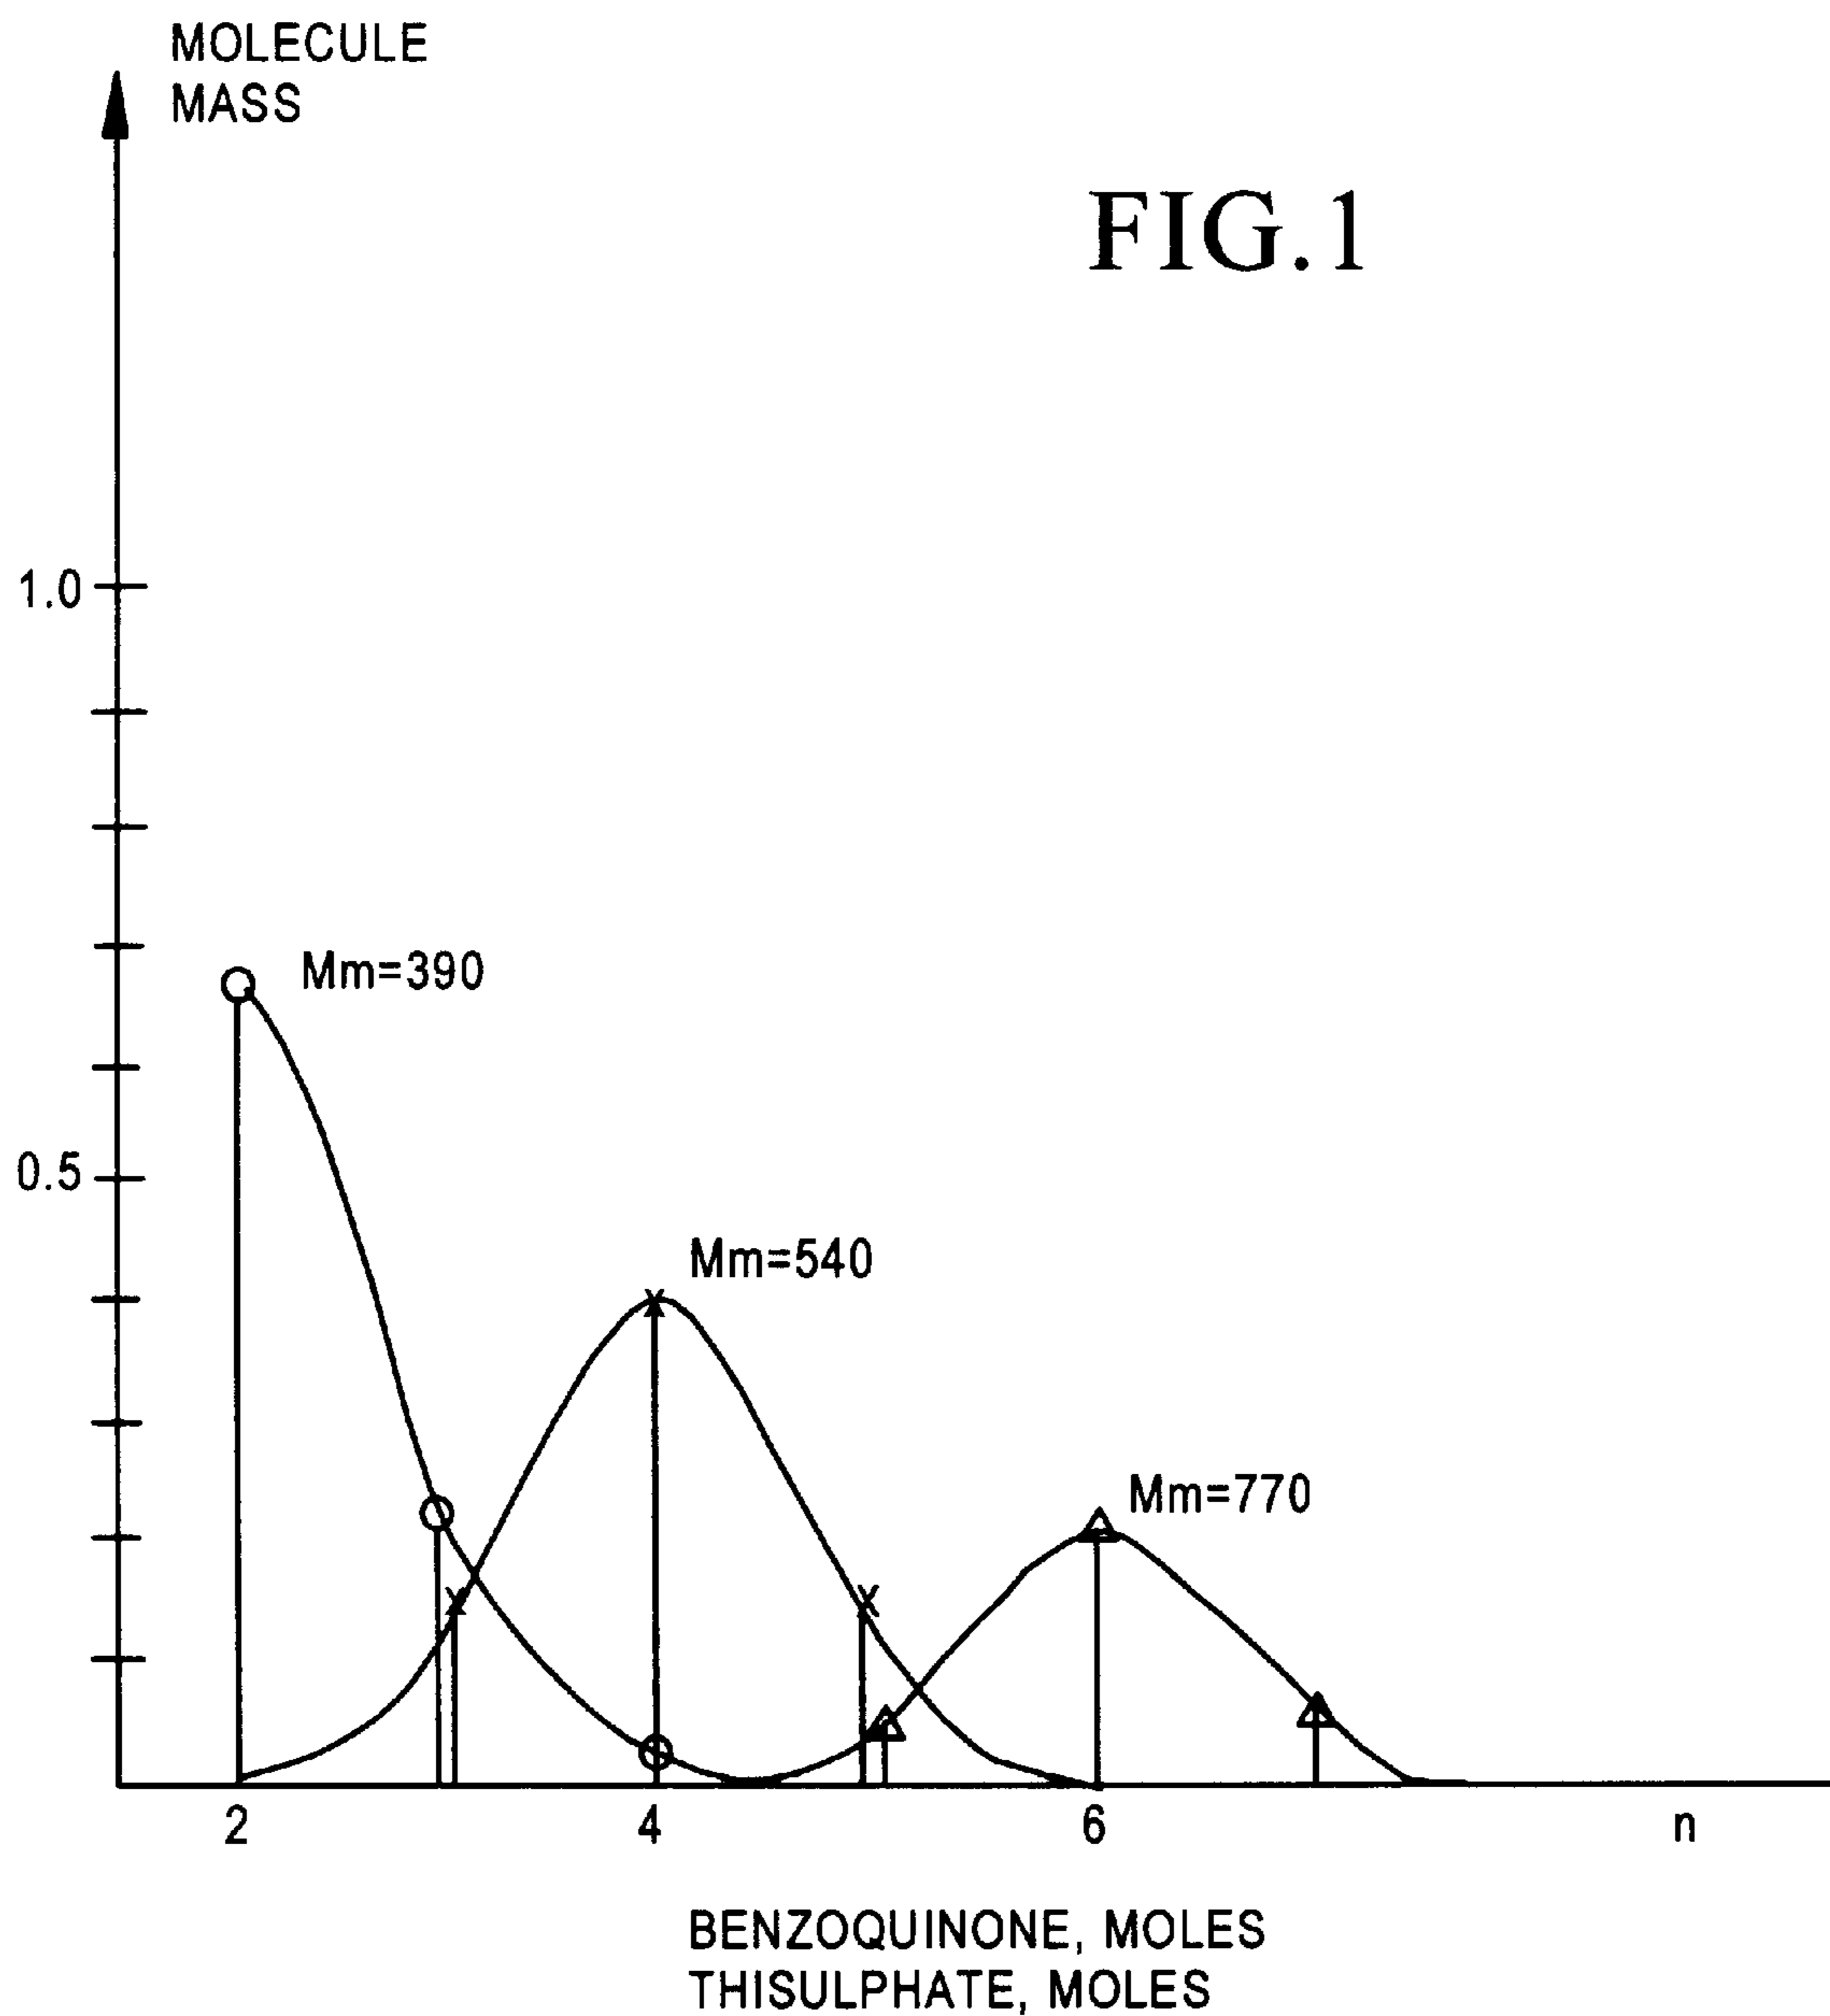 MOLECULE
MASS
FIG.1
1.0
Mm=390
0.5
Mm=540
Mm=770
2 4 6 n
BENZOQUINONE, MOLES
THISULPHATE, MOLES